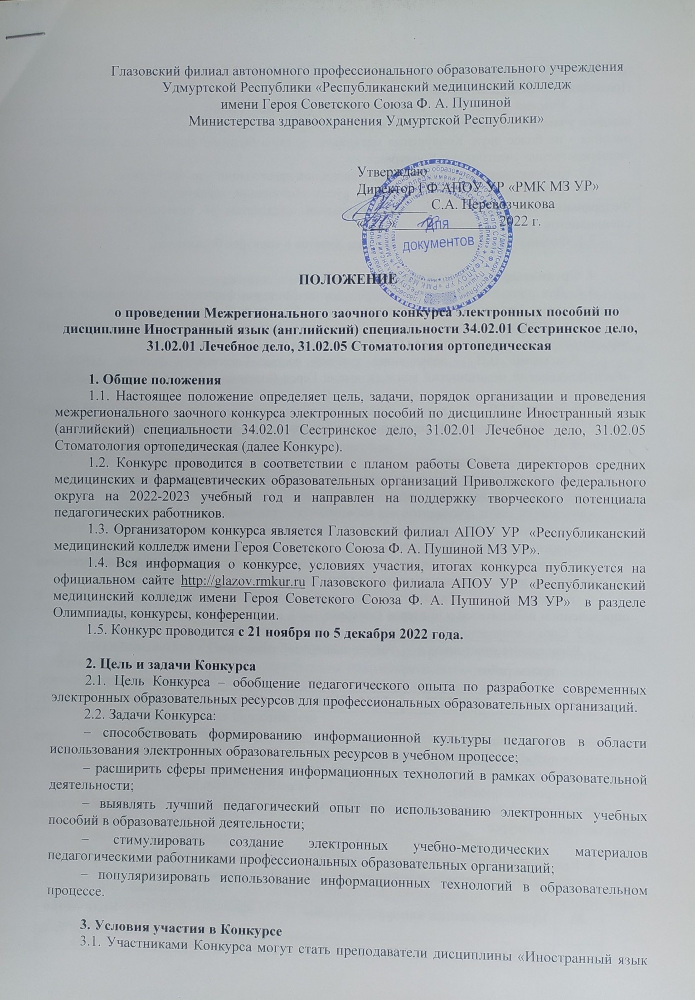 Глазовский филиал автономного профессионального образовательного учреждения
Удмуртской Республики «Республиканский медицинский колледж
имени Героя Советского Союза Ф. А. Пушиной
Министерства здравоохранения Удмуртской Республики»
Утверждаю
Директор ГФ АПОУ УР «РМК МЗ УР»
С.А. Перевозчикова
2022 г.
Для
документов
ПОЛОЖЕНИЕ
о проведении Межрегионального заочного конкурса электронных пособий по
дисциплине Иностранный язык (английский) специальности 34.02.01 Сестринское дело,
31.02.01 Лечебное дело, 31.02.05 Стоматология ортопедическая
1. Общие положения
1.1. Настоящее положение определяет цель, задачи, порядок организации и проведения
межрегионального заочного конкурса электронных пособий по дисциплине Иностранный язык
(английский) специальности 34.02.01 Сестринское дело, 31.02.01 Лечебное дело, 31.02.05
Стоматология ортопедическая (далее Конкурс).
1.2. Конкурс проводится в соответствии с планом работы Совета директоров средних
медицинских и фармацевтических образовательных организаций Приволжского федерального
округа на 2022-2023 учебный год и направлен на поддержку творческого потенциала
педагогических работников.
1.3. Организатором конкурса является Глазовский филиал АПОУ УР «Республиканский
медицинский колледж имени Героя Советского Союза Ф. А. Пушиной МЗ УР».
1.4. Вся информация о конкурсе, условиях участия, итогах конкурса публикуется на
официальном сайте http://glazov.rmkur.ru Глазовского филиала АПОУ УР «Республиканский
медицинский колледж имени Героя Советского Союза Ф. А. Пушиной МЗ УР» в разделе
Олимпиады, конкурсы, конференции.
1.5. Конкурс проводится с 21 ноября по 5 декабря 2022 года.
2. Цель и задачи Конкурса
2.1. Цель Конкурса – обобщение педагогического опыта по разработке современных
электронных образовательных ресурсов для профессиональных образовательных организаций.
2.2. Задачи Конкурса:
– способствовать формированию информационной культуры педагогов в области
использования электронных образовательных ресурсов в учебном процессе;
– расширить сферы применения информационных технологий в рамках образовательной
деятельности;
– выявлять лучший педагогический опыт по использованию электронных учебных
пособий в образовательной деятельности;
– стимулировать создание электронных учебно-методических материалов
педагогическими работниками профессиональных образовательных организаций;
– популяризировать использование информационных технологий в образовательном
процессе.
3. Условия участия в Конкурсе
3.1. Участниками Конкурса могут стать преподаватели дисциплины «Иностранный язык